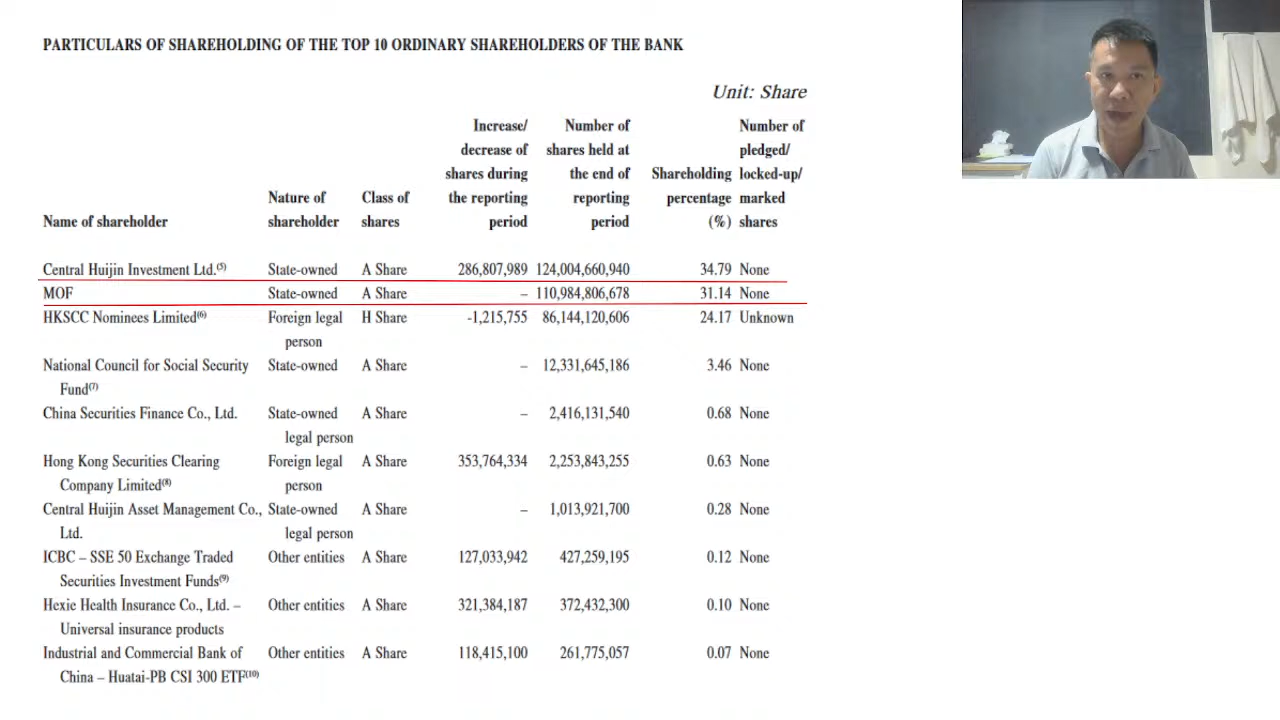 PARTICULARS OF SHAREHOLDING OF THE TOP 10 ORDINARY SHAREHOLDERS OF THE BANK
Unit: Share
Increase/ Number of Number of
decrease of shares held at pledged/
shares during the end of Shareholding locked-up/
Nature of Class of the reporting reporting percentage marked
Name of shareholder shareholder shares period period (%) shares
Central Huijin Investment Ltd.(5) State-owned A Share 286,807,989 124,004,660,940 34.79 None
MOF State-owned A Share – 110,984,806,678 31.14 None
HKSCC Nominees Limited(6) Foreign legal H Share -1,215,755 86,144,120,606 24.17 Unknown
person
National Council for Social Security State-owned A Share – 12,331,645,186 3.46 None
Fund(7)
China Securities Finance Co., Ltd. State-owned A Share – 2,416,131,540 0.68 None
legal person
Hong Kong Securities Clearing Foreign legal A Share 353,764,334 2,253,843,255 0.63 None
Company Limited(8) person
Central Huijin Asset Management Co., State-owned A Share – 1,013,921,700 0.28 None
Ltd. legal person
ICBC – SSE 50 Exchange Traded Other entities A Share 127,033,942 427,259,195 0.12 None
Securities Investment Funds(9)
Hexie Health Insurance Co., Ltd. – Other entities A Share 321,384,187 372,432,300 0.10 None
Universal insurance products
Industrial and Commercial Bank of Other entities A Share 118,415,100 261,775,057 0.07 None
China – Huatai-PB CSI 300 ETF(10)